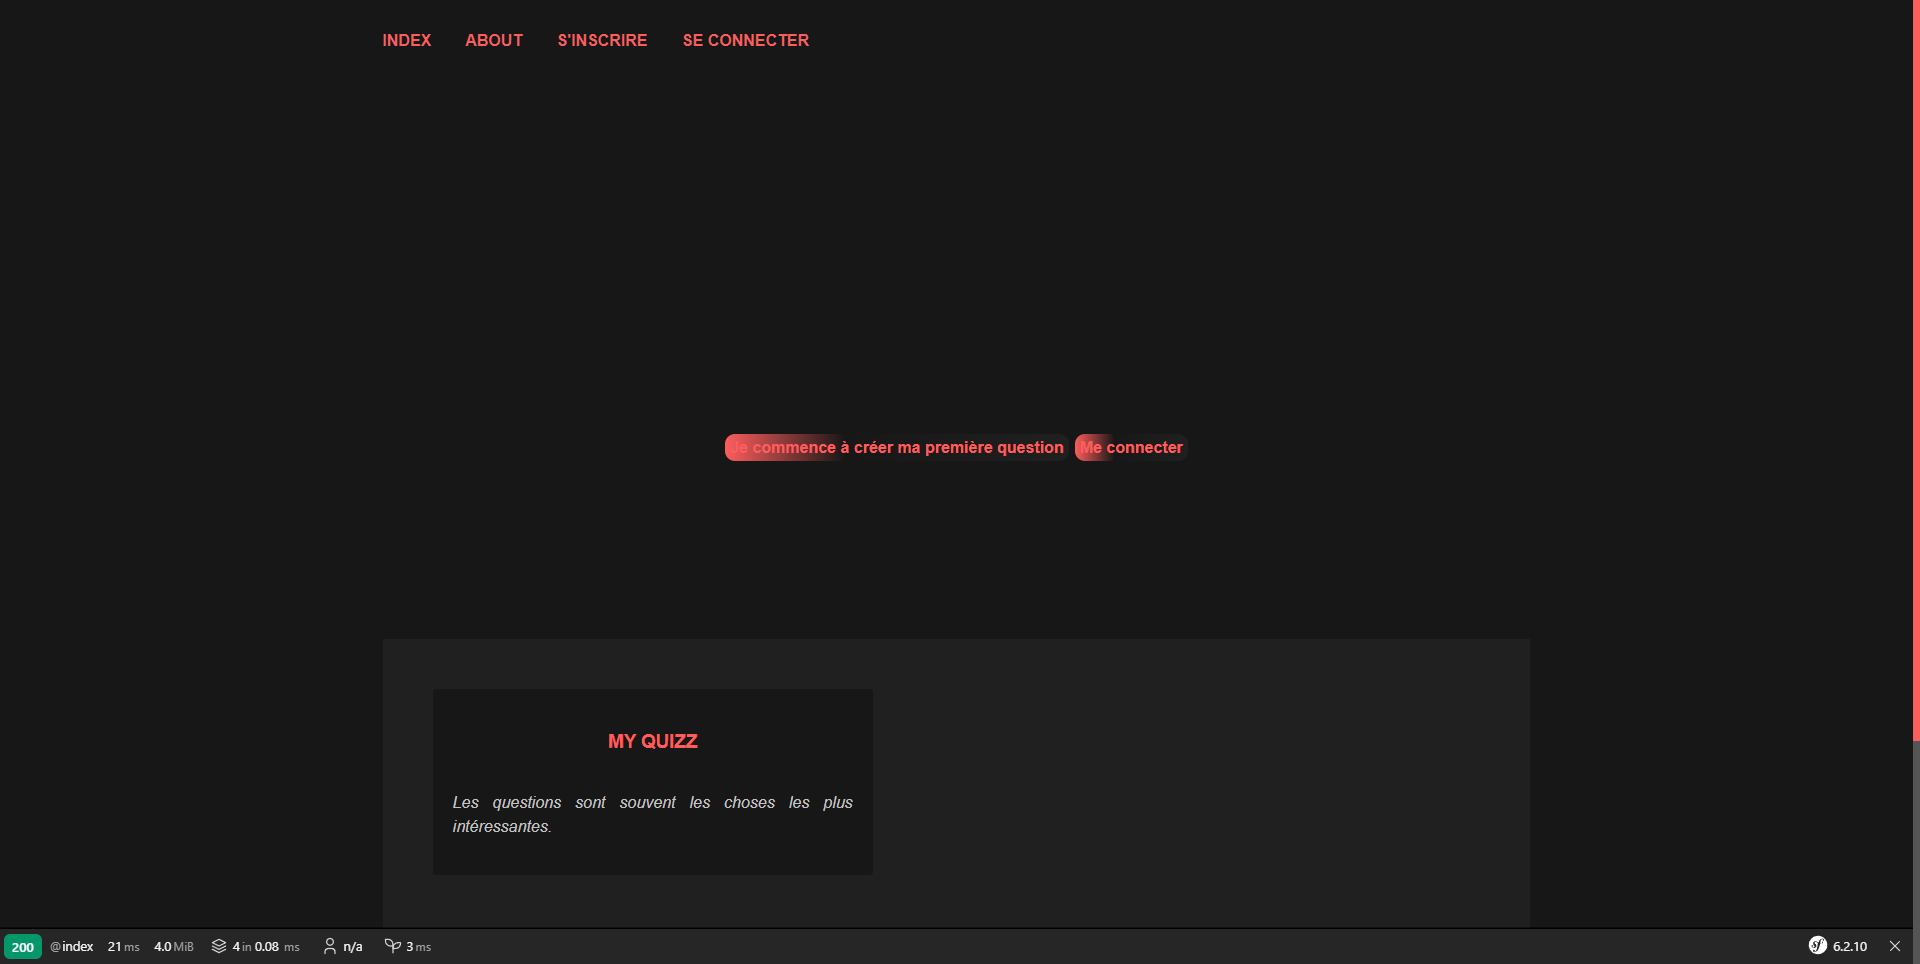 INDEX ABOUT S'INSCRIRE SE CONNECTER
Je commence à créer ma première question Me connecter
MY QUIZZ
Les questions sont souvent les choses les plus
intéressantes.
200 @index 21 ms 4.0 MiB 4 in 0.08 ms n/a 3 ms 6.2.10